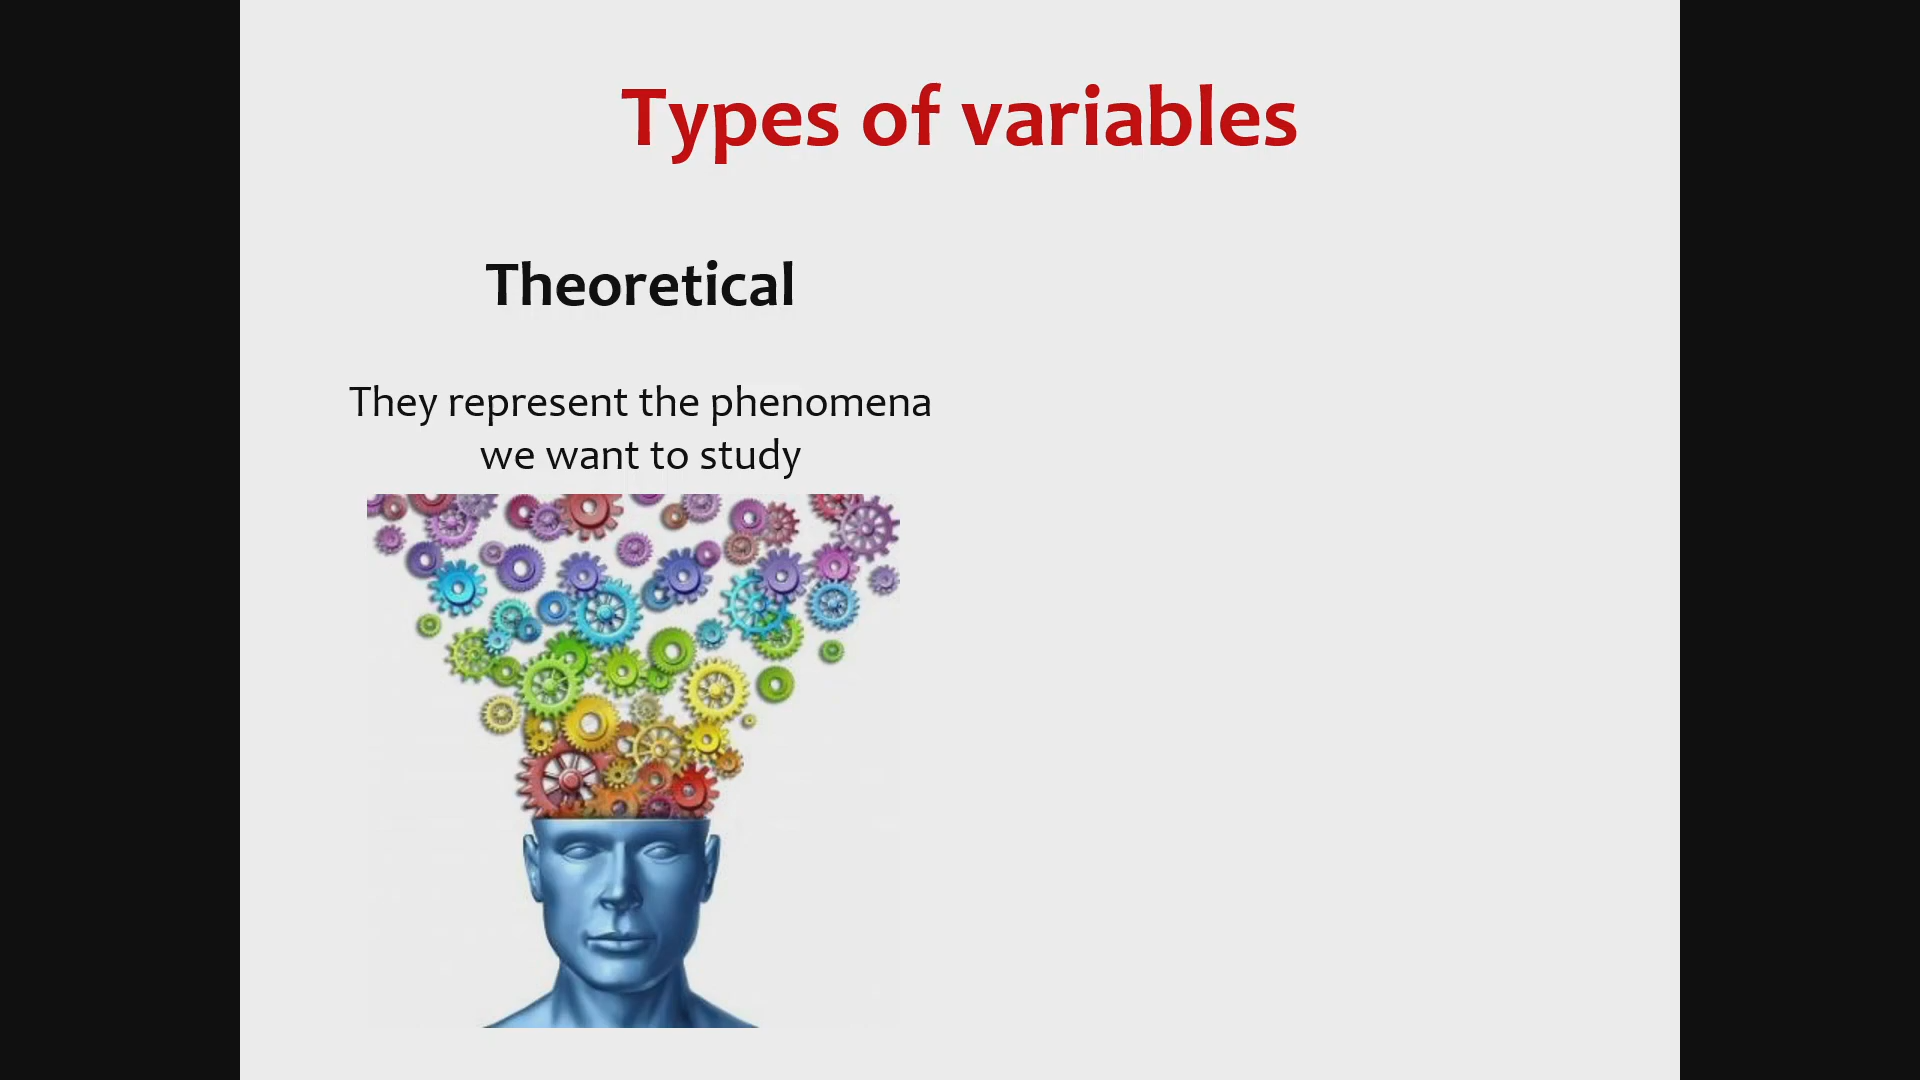 Types of variables
Theoretical
They represent the phenomena
we want to study